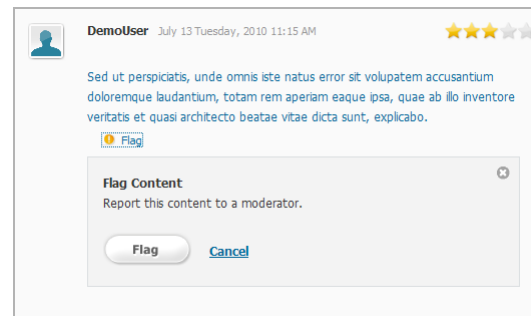 DemoUser July 13 Tuesday, 2010 11:15 AM
Sed ut perspiciatis, unde omnis iste natus error sit volupatem accusantium
doloremque laudantium, totam rem aperiam eaque ipsa, quae ab illo inventore
veritatis et quasi architecto beatae vitae dicta sunt, explicabo.
Flag
Flag Content
Report this content to a moderator.
Flag Cancel